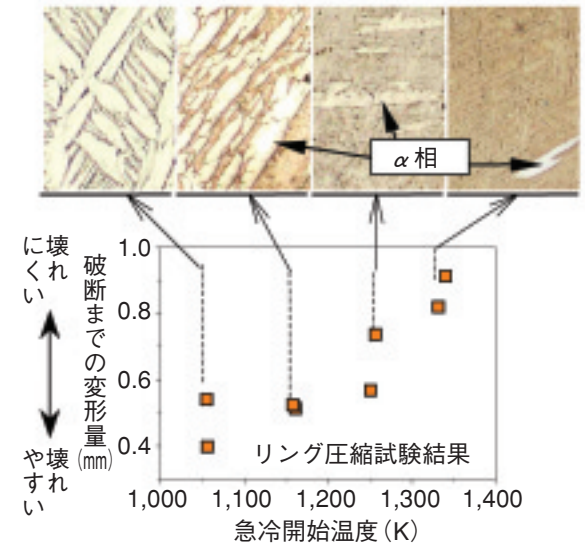 α相
に壊
くれ
い
破断までの変形量(mm)
や壊
すれ
い
1.0
0.8
0.6
0.4
リング圧縮試験結果
1,000 1,100 1,200 1,300 1,400
急冷開始温度(K)